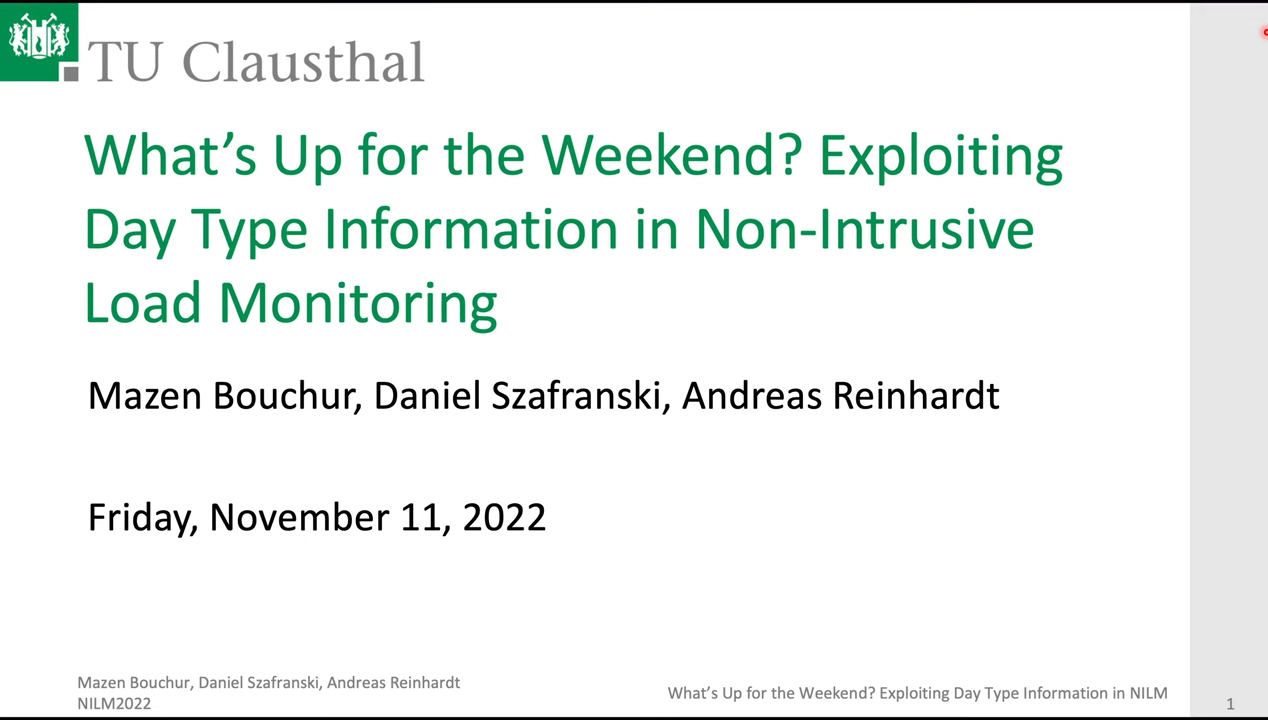 TU Clausthal
What’s Up for the Weekend? Exploiting
Day Type Information in Non-Intrusive
Load Monitoring
Mazen Bouchur, Daniel Szafranski, Andreas Reinhardt
Friday, November 11, 2022
Mazen Bouchur, Daniel Szafranski, Andreas Reinhardt
NILM2022
What’s Up for the Weekend? Exploiting Day Type Information in NILM
1